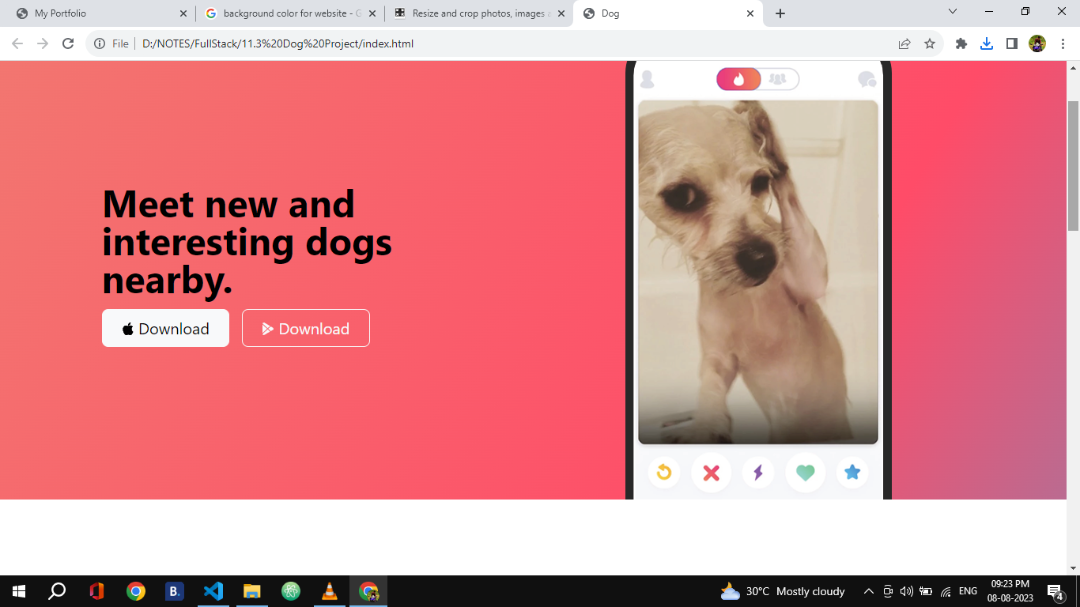 My Portfolio
background color for website - G
Resize and crop photos, images a
Dog
File
D:/NOTES/FullStack/11.3%20Dog%20Project/index.html
Meet new and
interesting dogs
nearby.
Download
Download
B.
30°C Mostly cloudy
ENG
09:23 PM
08-08-2023
4